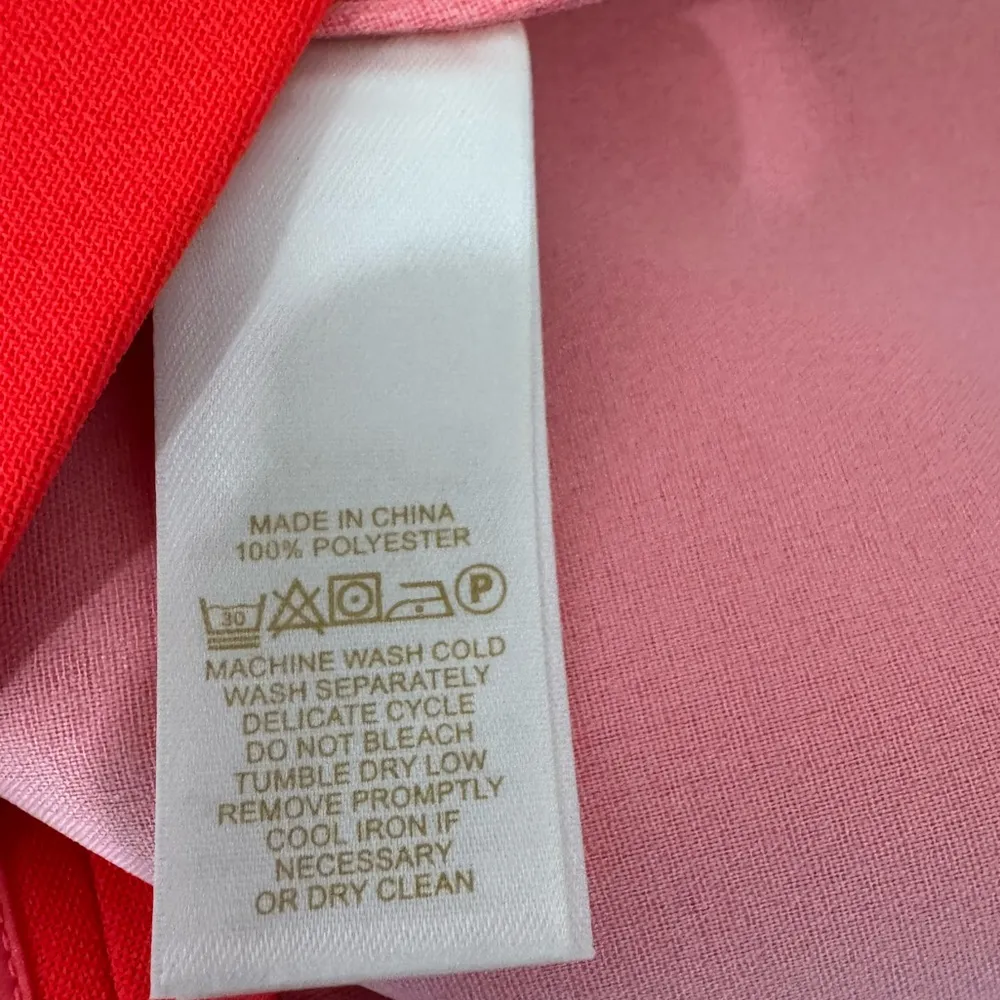 MADE IN CHINA
100% POLYESTER
30 P
MACHINE WASH COLD
WASH SEPARATELY
DELICATE CYCLE
DO NOT BLEACH
TUMBLE DRY LOW
REMOVE PROMPTLY
COOL IRON IF
NECESSARY
OR DRY CLEAN